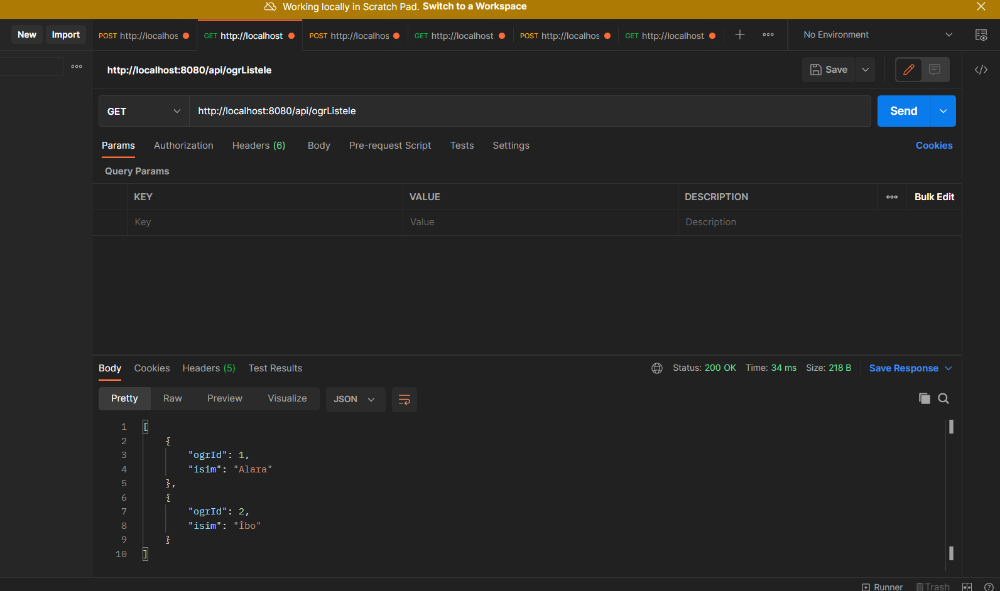 Working locally in Scratch Pad. Switch to a Workspace
New
Import
POST http://localhos
GET http://localhost
POST http://localhos
GET http://localhost:
POST http://localhos
GET http://localhost
No Environment
http://localhost:8080/api/ogrListele
Save
GET
http://localhost:8080/api/ogrListele
Send
Params
Authorization
Headers (6)
Body
Pre-request Script
Tests
Settings
Cookies
Query Params
KEY
VALUE
DESCRIPTION
Bulk Edit
Key
Value
Description
Body
Cookies
Headers (5)
Test Results
Status: 200 OK
Time: 34 ms
Size: 218 B
Save Response
Pretty
Raw
Preview
Visualize
JSON
1 [
2 {
3 "ogrId": 1,
4 "isim": "Alara"
5 },
6 {
7 "ogrId": 2,
8 "isim": "İbo"
9 }
10 ]
Runner
Trash